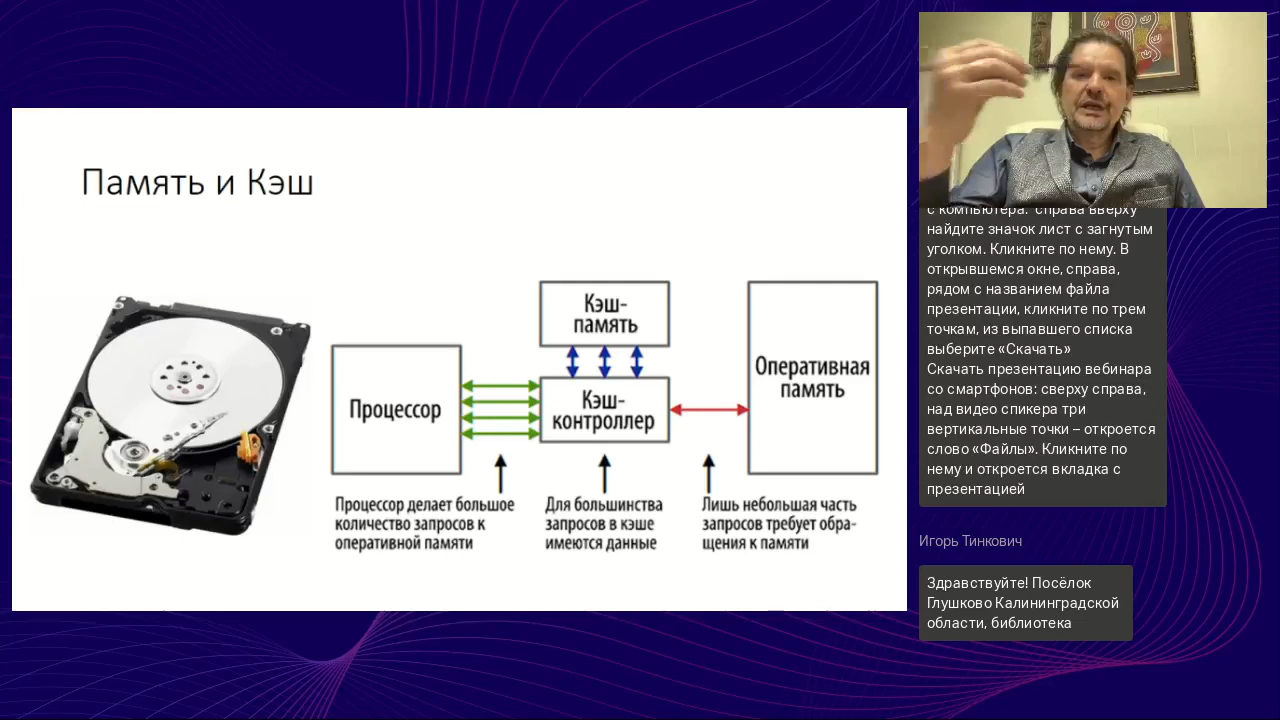 Память и Кэш
Кэш-
память
Процессор
Кэш-
контроллер
Оперативная
память
Процессор делает большое
количество запросов к
оперативной памяти
Для большинства
запросов в кэше
имеются данные
Лишь небольшая часть
запросов требует обра-
щения к памяти
с компьютера: справа вверху
найдите значок лист с загнутым
уголком. Кликните по нему. В
открывшемся окне, справа,
рядом с названием файла
презентации, кликните по трем
точкам, из выпавшего списка
выберите «Скачать»
Скачать презентацию вебинара
со смартфонов: сверху справа,
над видео спикера три
вертикальные точки – откроется
слово «Файлы». Кликните по
нему и откроется вкладка с
презентацией
Игорь Тинкович
Здравствуйте! Посёлок
Глушково Калининградской
области, библиотека